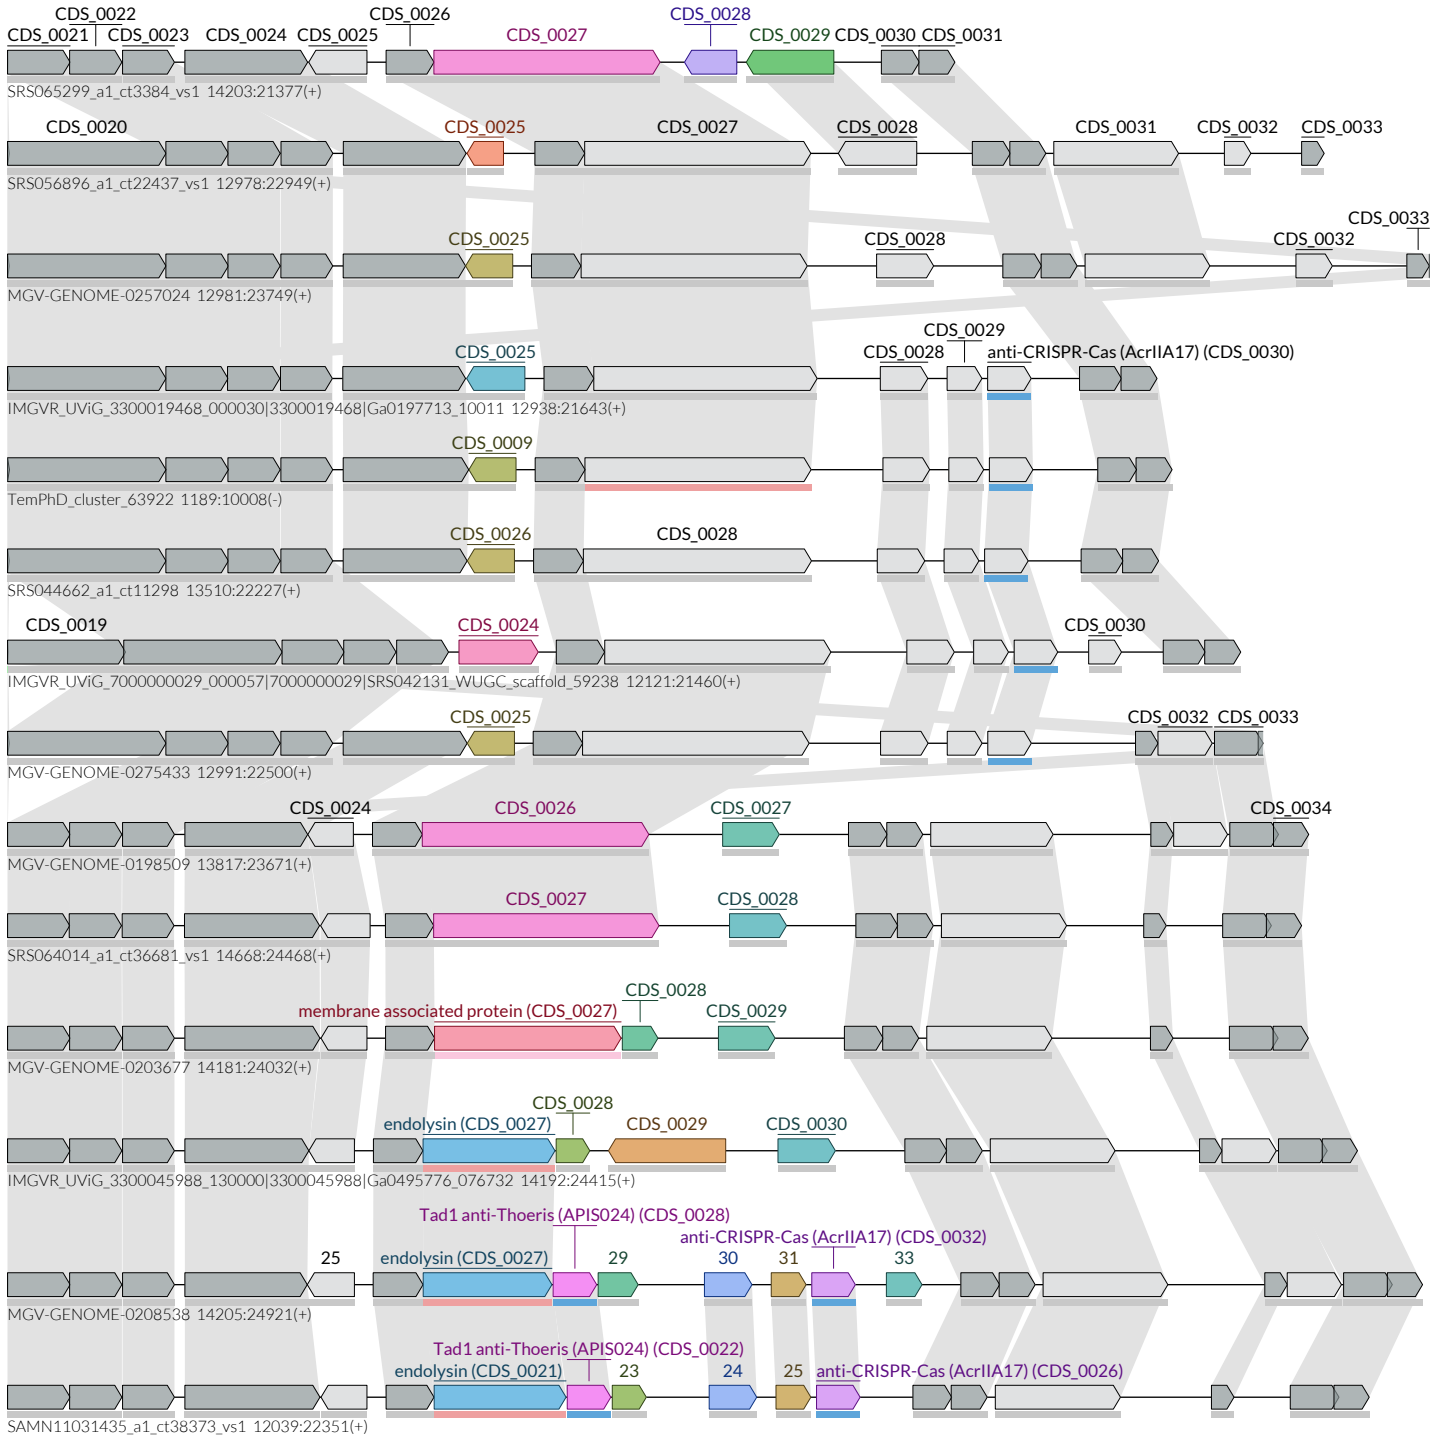 CDS_0022 CDS_0026 CDS_0028
CDS_0021 CDS_0023 CDS_0024 CDS_0025 CDS_0027 CDS_0029 CDS_0030 CDS_0031
SRS065299_a1_ct3384_vs1 14203:21377(+)
CDS_0020 CDS_0025 CDS_0027 CDS_0028 CDS_0031 CDS_0032 CDS_0033
SRS056896_a1_ct22437_vs1 12978:22949(+)
CDS_0033
CDS_0025 CDS_0028 CDS_0032
MGV-GENOME-0257024 12981:23749(+)
CDS_0029
CDS_0025 CDS_0028 anti-CRISPR-Cas (AcrIIA17) (CDS_0030)
IMGVR_UViG_3300019468_000030|3300019468|Ga0197713_10011 12938:21643(+)
CDS_0009
TemPhD_cluster_63922 1189:10008(-)
CDS_0026 CDS_0028
SRS044662_a1_ct11298 13510:22227(+)
CDS_0019 CDS_0024 CDS_0030
IMGVR_UViG_7000000029_000057|7000000029|SRS042131_WUGC_scaffold_59238 12121:21460(+)
CDS_0025 CDS_0032 CDS_0033
MGV-GENOME-0275433 12991:22500(+)
CDS_0024 CDS_0026 CDS_0027 CDS_0034
MGV-GENOME-0198509 13817:23671(+)
CDS_0027 CDS_0028
SRS064014_a1_ct36681_vs1 14668:24468(+)
CDS_0028
membrane associated protein (CDS_0027) CDS_0029
MGV-GENOME-0203677 14181:24032(+)
CDS_0028
endolysin (CDS_0027) CDS_0029 CDS_0030
IMGVR_UViG_3300045988_130000|3300045988|Ga0495776_076732 14192:24415(+)
Tad1 anti-Thoeris (APIS024) (CDS_0028)
anti-CRISPR-Cas (AcrIIA17) (CDS_0032)
25 endolysin (CDS_0027) 29 30 31 33
MGV-GENOME-0208538 14205:24921(+)
Tad1 anti-Thoeris (APIS024) (CDS_0022)
endolysin (CDS_0021) 23 24 25 anti-CRISPR-Cas (AcrIIA17) (CDS_0026)
SAMN11031435_a1_ct38373_vs1 12039:22351(+)